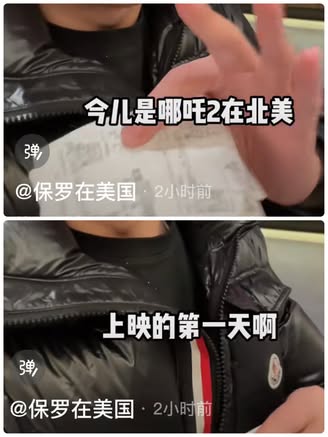 今儿是哪吒2在北美
弹
@保罗在美国 · 2小时前
上映的第一天啊
弹
@保罗在美国 · 2小时前